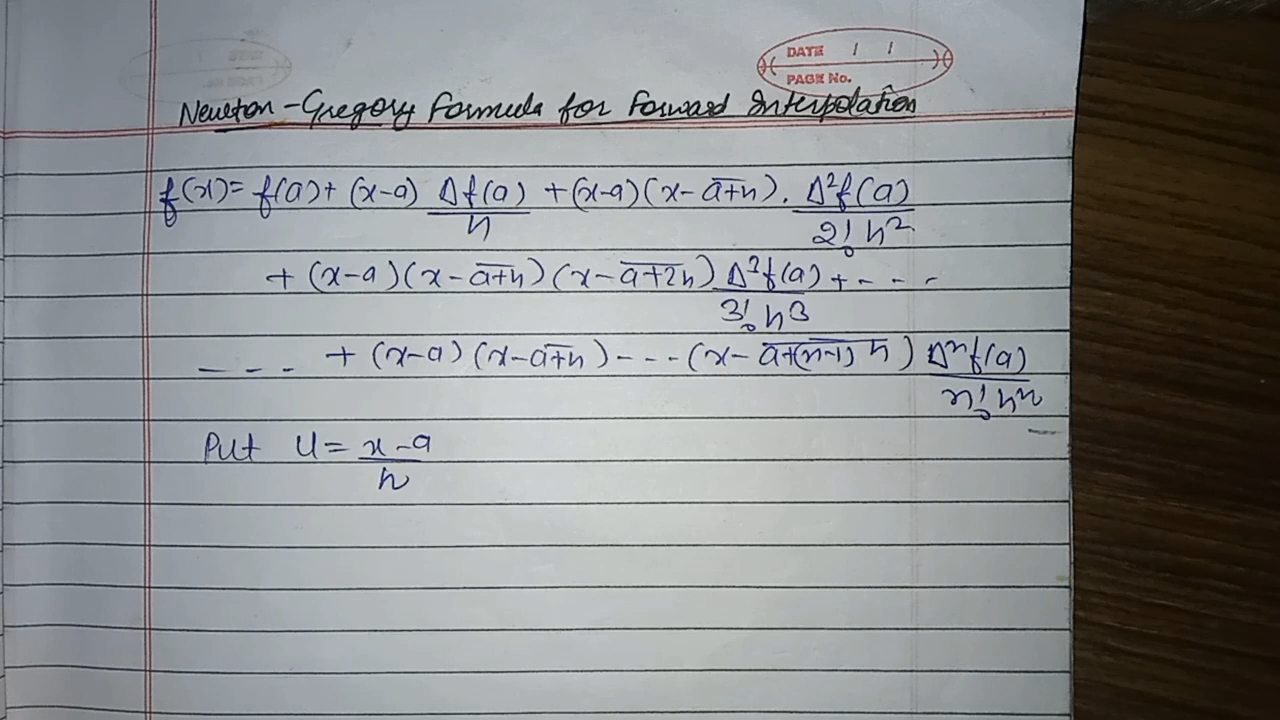 DATE / /
PAGE No.
Newton-Gregory Formula for Forward Interpolation
f(x) = f(a) + (x-a) Δf(a)/h + (x-a)(x-a+h). Δ²f(a)/2! h²
+ (x-a)(x-a+h)(x-a+2h) Δ³f(a)/3! h³ + - - -
- - - + (x-a)(x-a+h) - - - (x-a+(n-1)h) Δⁿf(a)/n! hⁿ
Put u = x-a/h